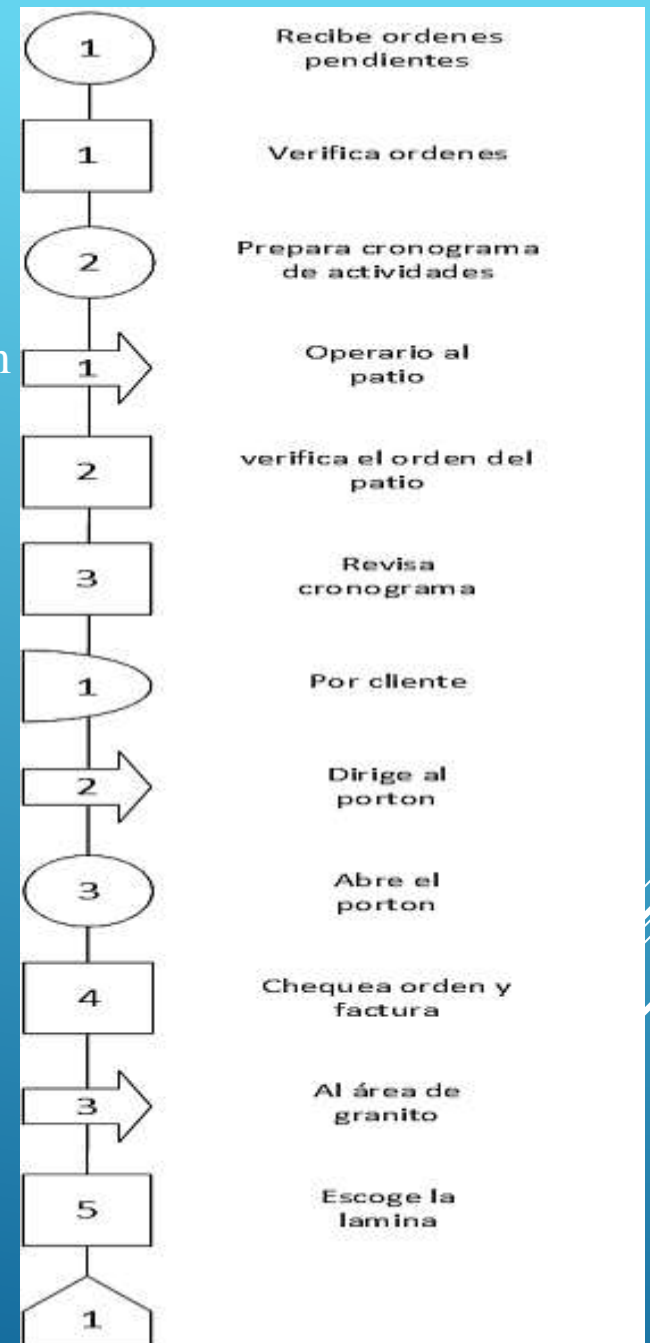 1 Recibe ordenes
pendientes
1 Verifica ordenes
2 Prepara cronograma
de actividades
n
1 Operario al
patio
2 verifica el orden del
patio
3 Revisa
cronograma
1 Por cliente
2 Dirige al
porton
3 Abre el
porton
4 Chequea orden y
factura
3 Al área de
granito
5 Escoge la
lamina
1